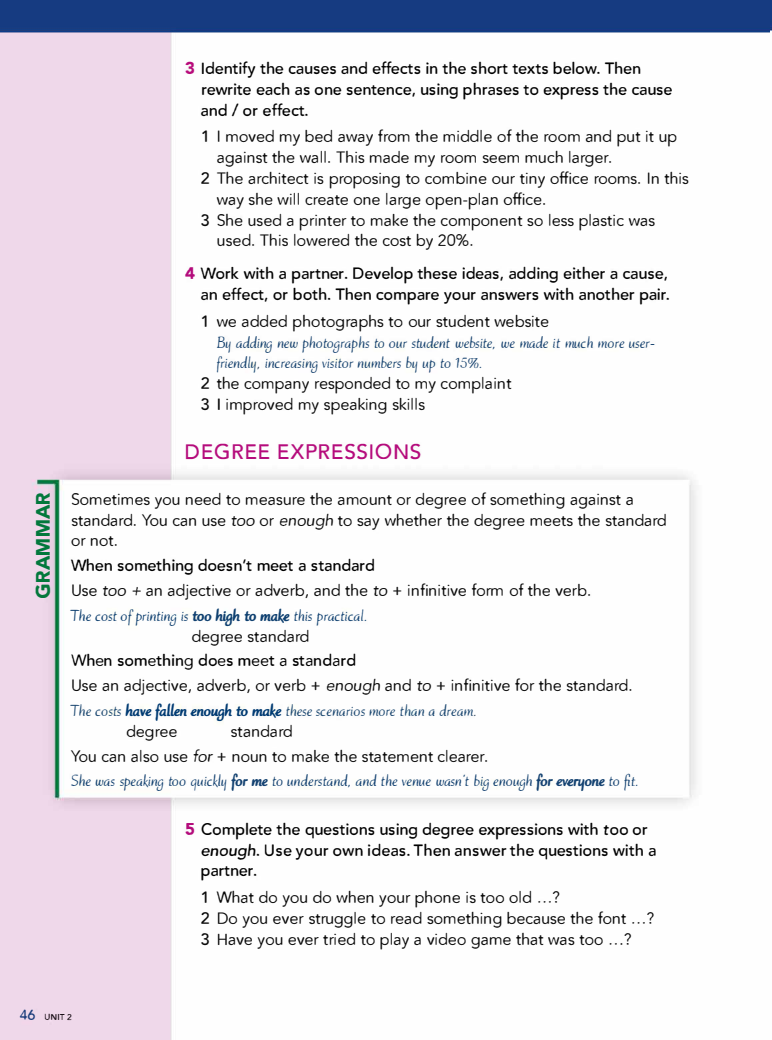 3 Identify the causes and effects in the short texts below. Then
rewrite each as one sentence, using phrases to express the cause
and / or effect.
1 I moved my bed away from the middle of the room and put it up
against the wall. This made my room seem much larger.
2 The architect is proposing to combine our tiny office rooms. In this
way she will create one large open-plan office.
3 She used a printer to make the component so less plastic was
used. This lowered the cost by 20%.
4 Work with a partner. Develop these ideas, adding either a cause,
an effect, or both. Then compare your answers with another pair.
1 we added photographs to our student website
By adding new photographs to our student website, we made it much more user-
friendly, increasing visitor numbers by up to 15%.
2 the company responded to my complaint
3 I improved my speaking skills
DEGREE EXPRESSIONS
GRAMMAR
Sometimes you need to measure the amount or degree of something against a
standard. You can use too or enough to say whether the degree meets the standard
or not.
When something doesn't meet a standard
Use too + an adjective or adverb, and the to + infinitive form of the verb.
The cost of printing is too high to make this practical.
degree standard
When something does meet a standard
Use an adjective, adverb, or verb + enough and to + infinitive for the standard.
The costs have fallen enough to make these scenarios more than a dream.
degree standard
You can also use for + noun to make the statement clearer.
She was speaking too quickly for me to understand, and the venue wasn't big enough for everyone to fit.
5 Complete the questions using degree expressions with too or
enough. Use your own ideas. Then answer the questions with a
partner.
1 What do you do when your phone is too old ...?
2 Do you ever struggle to read something because the font ...?
3 Have you ever tried to play a video game that was too ...?
46 UNIT 2